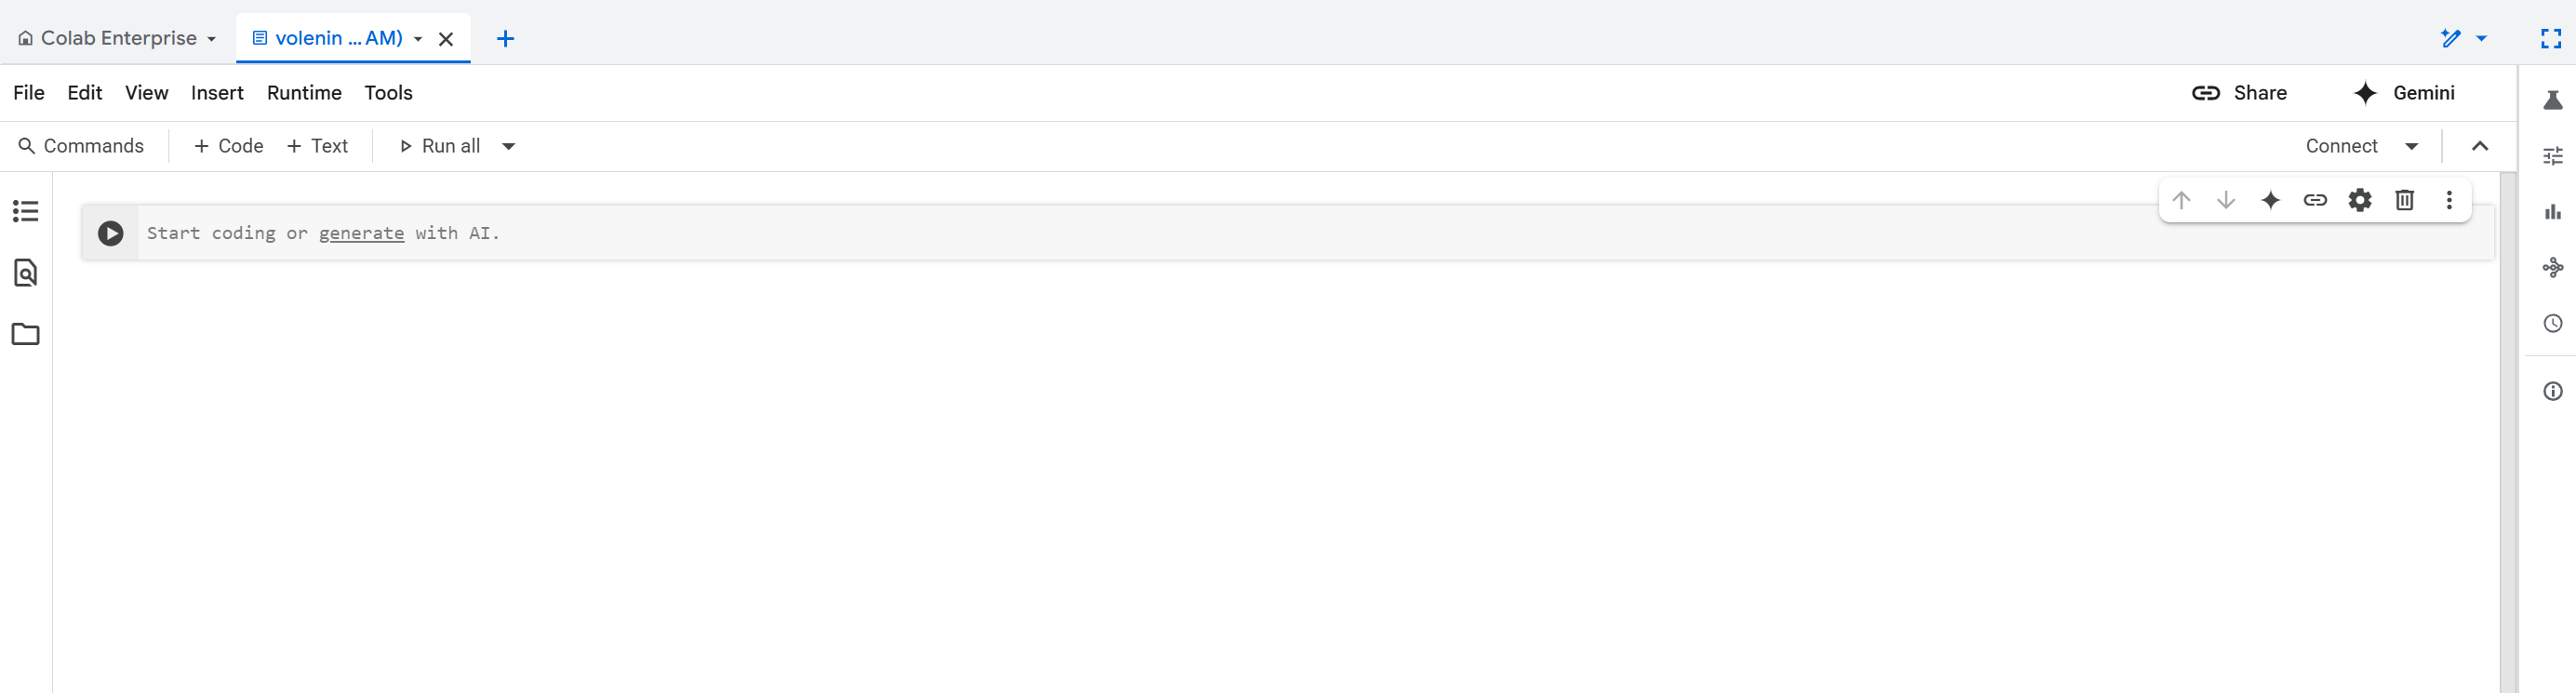 Colab Enterprise volenin ... AM)
File Edit View Insert Runtime Tools Share Gemini
Commands + Code + Text Run all Connect
Start coding or generate with AI.